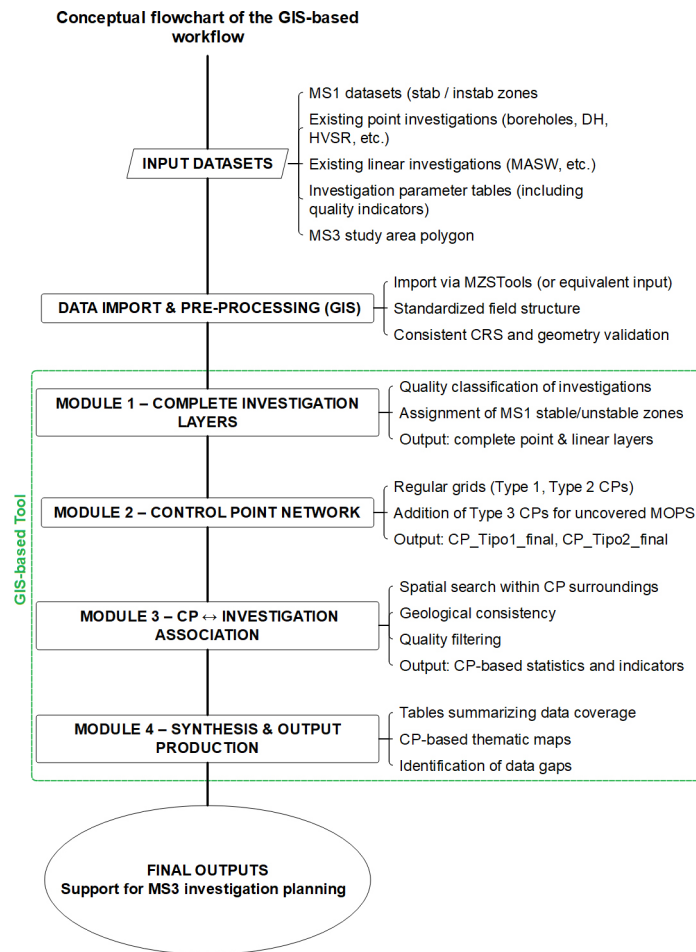 Conceptual flowchart of the GIS-based
workflow
INPUT DATASETS
MS1 datasets (stab / instab zones
Existing point investigations (boreholes, DH,
HVSR, etc.)
Existing linear investigations (MASW, etc.)
Investigation parameter tables (including
quality indicators)
MS3 study area polygon
DATA IMPORT & PRE-PROCESSING (GIS)
Import via MZSTools (or equivalent input)
Standardized field structure
Consistent CRS and geometry validation
GIS-based Tool
MODULE 1 – COMPLETE INVESTIGATION
LAYERS
Quality classification of investigations
Assignment of MS1 stable/unstable zones
Output: complete point & linear layers
MODULE 2 – CONTROL POINT NETWORK
Regular grids (Type 1, Type 2 CPs)
Addition of Type 3 CPs for uncovered MOPS
Output: CP_Tipo1_final, CP_Tipo2_final
MODULE 3 – CP ↔ INVESTIGATION
ASSOCIATION
Spatial search within CP surroundings
Geological consistency
Quality filtering
Output: CP-based statistics and indicators
MODULE 4 – SYNTHESIS & OUTPUT
PRODUCTION
Tables summarizing data coverage
CP-based thematic maps
Identification of data gaps
FINAL OUTPUTS
Support for MS3 investigation planning